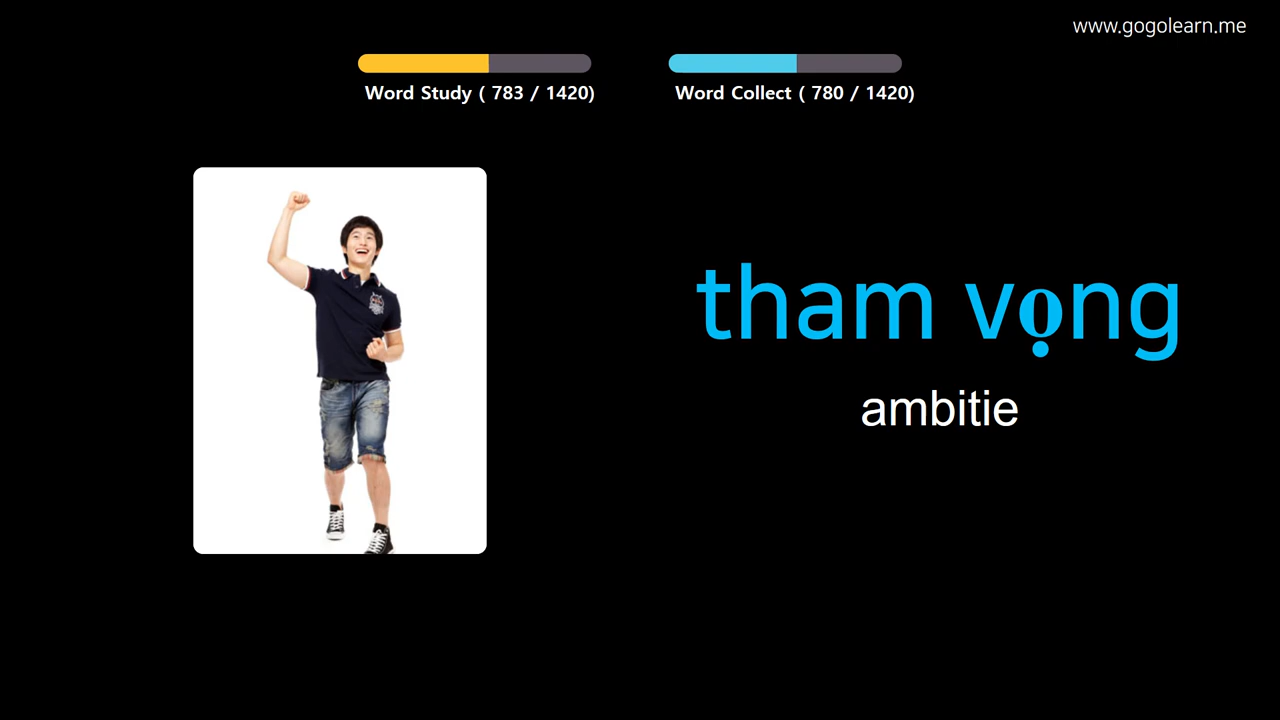 www.gogolearn.me
Word Study ( 783 / 1420)
Word Collect ( 780 / 1420)
tham vọng
ambitie